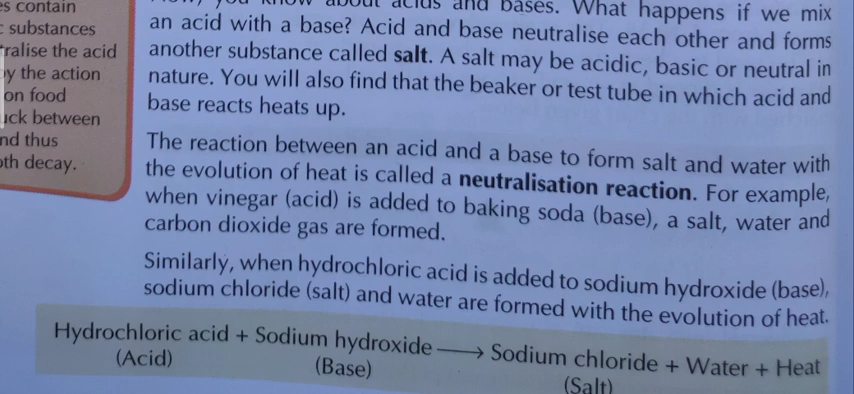 es contain
substances
tralise the acid
by the action
on food
uck between
nd thus
oth decay.
you know about acids and bases. What happens if we mix
an acid with a base? Acid and base neutralise each other and forms
another substance called salt. A salt may be acidic, basic or neutral in
nature. You will also find that the beaker or test tube in which acid and
base reacts heats up.
The reaction between an acid and a base to form salt and water with
the evolution of heat is called a neutralisation reaction. For example,
when vinegar (acid) is added to baking soda (base), a salt, water and
carbon dioxide gas are formed.
Similarly, when hydrochloric acid is added to sodium hydroxide (base),
sodium chloride (salt) and water are formed with the evolution of heat.
Hydrochloric acid + Sodium hydroxide ⟶ Sodium chloride + Water + Heat
(Acid) (Base) (Salt)